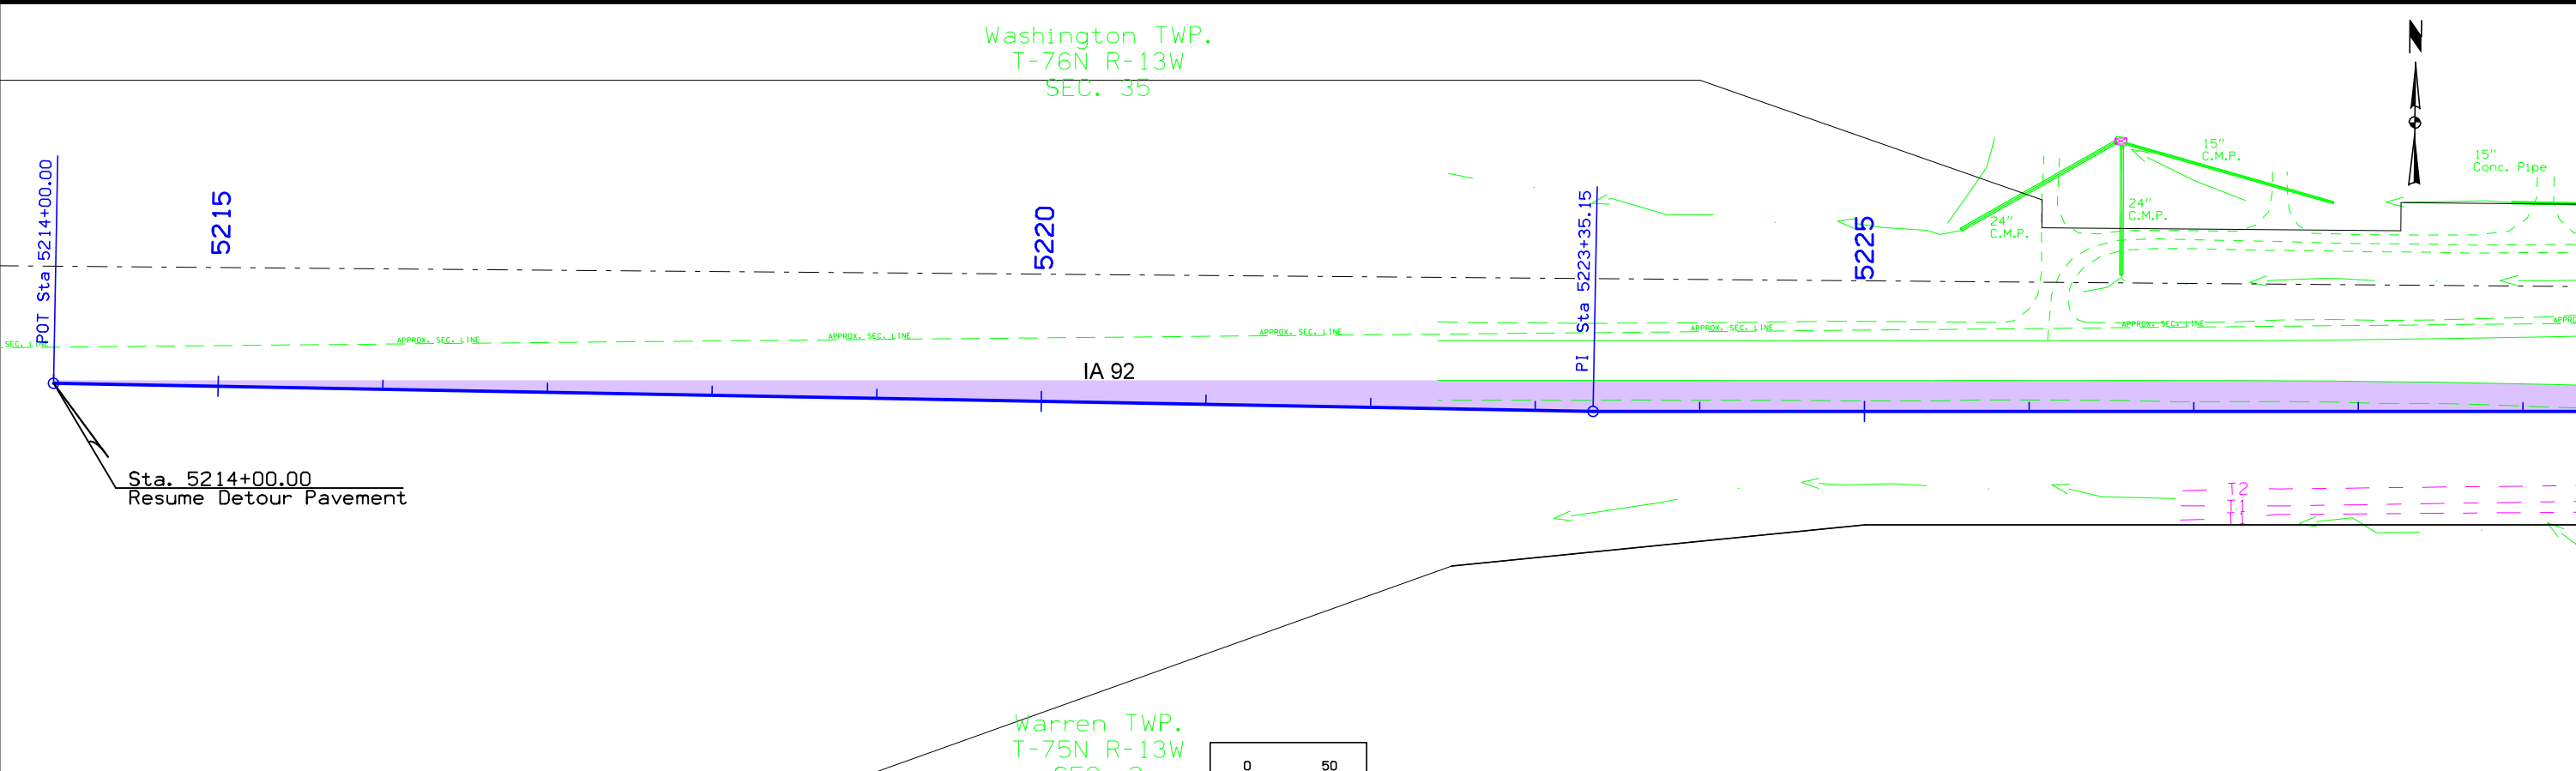 Washington TWP.
T-76N R-13W
SEC. 35
N
POT Sta 5214+00.00
5215
5220
PI Sta 5223+35.15
5225
15"
C.M.P.
24"
C.M.P.
24"
C.M.P.
15"
Conc. Pipe
SEC. LINE
APPROX. SEC. LINE
APPROX. SEC. LINE
APPROX. SEC. LINE
APPROX. SEC. LINE
APPROX. SEC. LINE
IA 92
Sta. 5214+00.00
Resume Detour Pavement
T2
T1
T1
Warren TWP.
T-75N R-13W
0 50